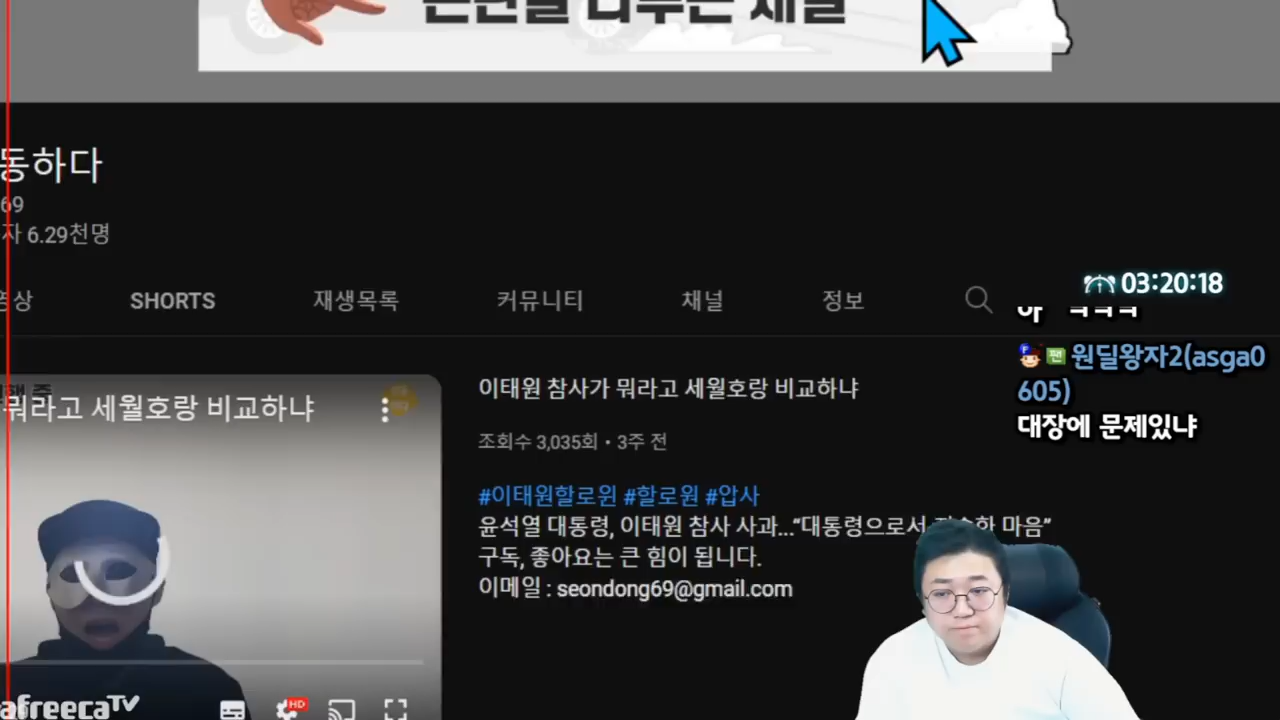 동하다
69
자 6.29천명
SHORTS
재생목록
커뮤니티
채널
정보
03:20:18
원딜왕자2(asga0
605)
대장에 문제있냐
뭐라고 세월호랑 비교하냐
이태원 참사가 뭐라고 세월호랑 비교하냐
조회수 3,035회 • 3주 전
#이태원할로윈 #할로원 #압사
윤석열 대통령, 이태원 참사 사과...“대통령으로서 마음”
구독, 좋아요는 큰 힘이 됩니다.
이메일 : seondong69@gmail.com
afreecaTV
HD